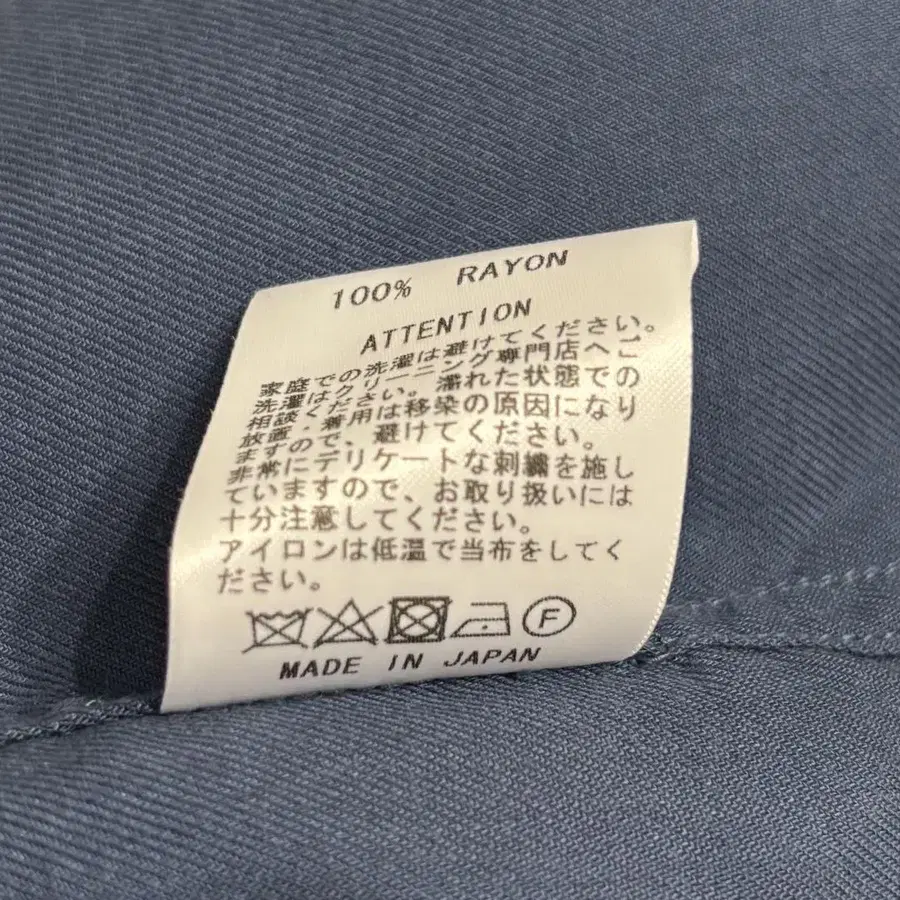 100% RAYON
ATTENTION
家庭での洗濯は避けてください。
洗濯はクリーニング専門店へご
相談ください。濡れた状態での
放置・着用は移染の原因になり
ますので、避けてください。
非常にデリケートな刺繍を施し
ていますので、お取り扱いには
十分注意してください。
アイロンは低温で当布をしてく
ださい。
F
MADE IN JAPAN